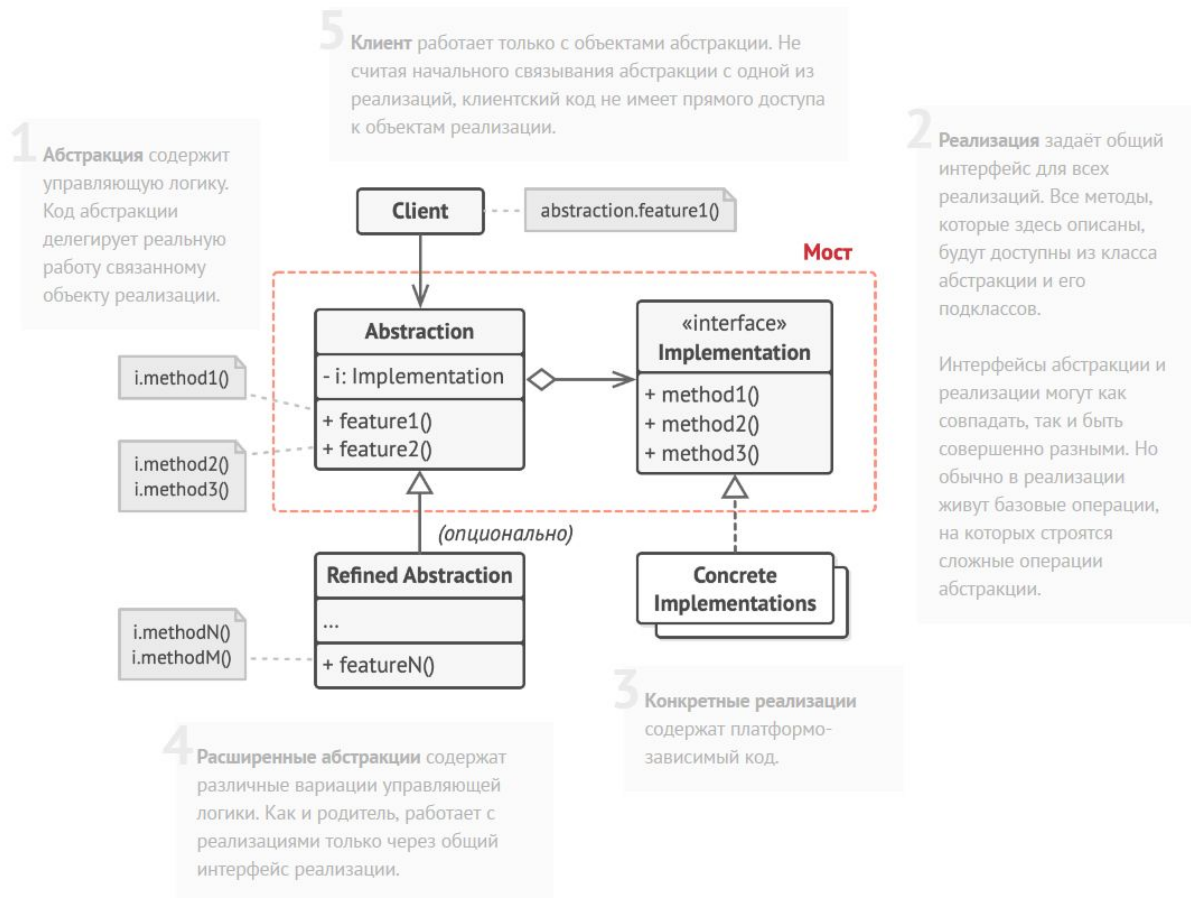 5
Клиент работает только с объектами абстракции. Не
считая начального связывания абстракции с одной из
реализаций, клиентский код не имеет прямого доступа
к объектам реализации.
1
Абстракция содержит
управляющую логику.
Код абстракции
делегирует реальную
работу связанному
объекту реализации.
2
Реализация задаёт общий
интерфейс для всех
реализаций. Все методы,
которые здесь описаны,
будут доступны из класса
абстракции и его
подклассов.
Интерфейсы абстракции и
реализации могут как
совпадать, так и быть
совершенно разными. Но
обычно в реализации
живут базовые операции,
на которых строятся
сложные операции
абстракции.
Client
abstraction.feature1()
Мост
Abstraction
- i: Implementation
+ feature1()
+ feature2()
«interface»
Implementation
+ method1()
+ method2()
+ method3()
i.method1()
i.method2()
i.method3()
(опционально)
Refined Abstraction
...
+ featureN()
i.methodN()
i.methodM()
Concrete
Implementations
3
Конкретные реализации
содержат платформо-
зависимый код.
4
Расширенные абстракции содержат
различные вариации управляющей
логики. Как и родитель, работает с
реализациями только через общий
интерфейс реализации.